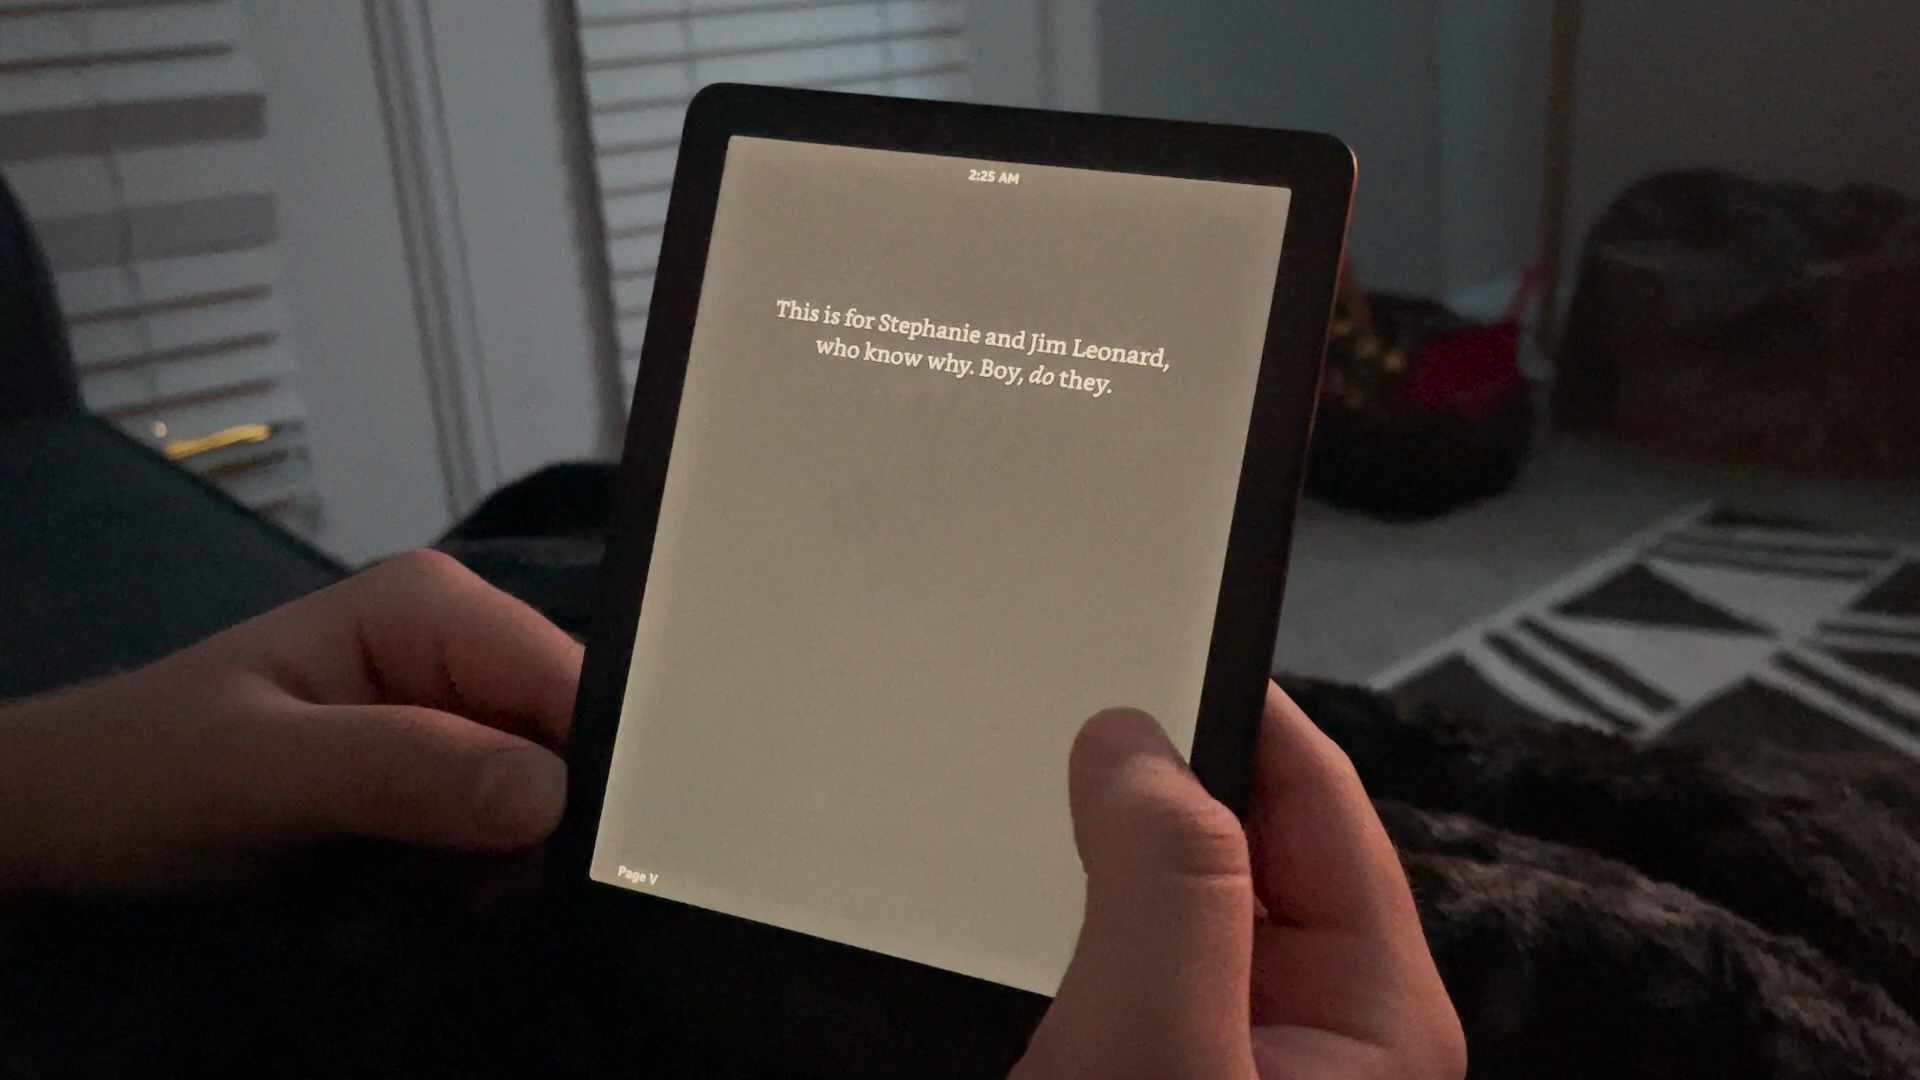 2:25 AM
This is for Stephanie and Jim Leonard,
who know why. Boy, do they.
Page V